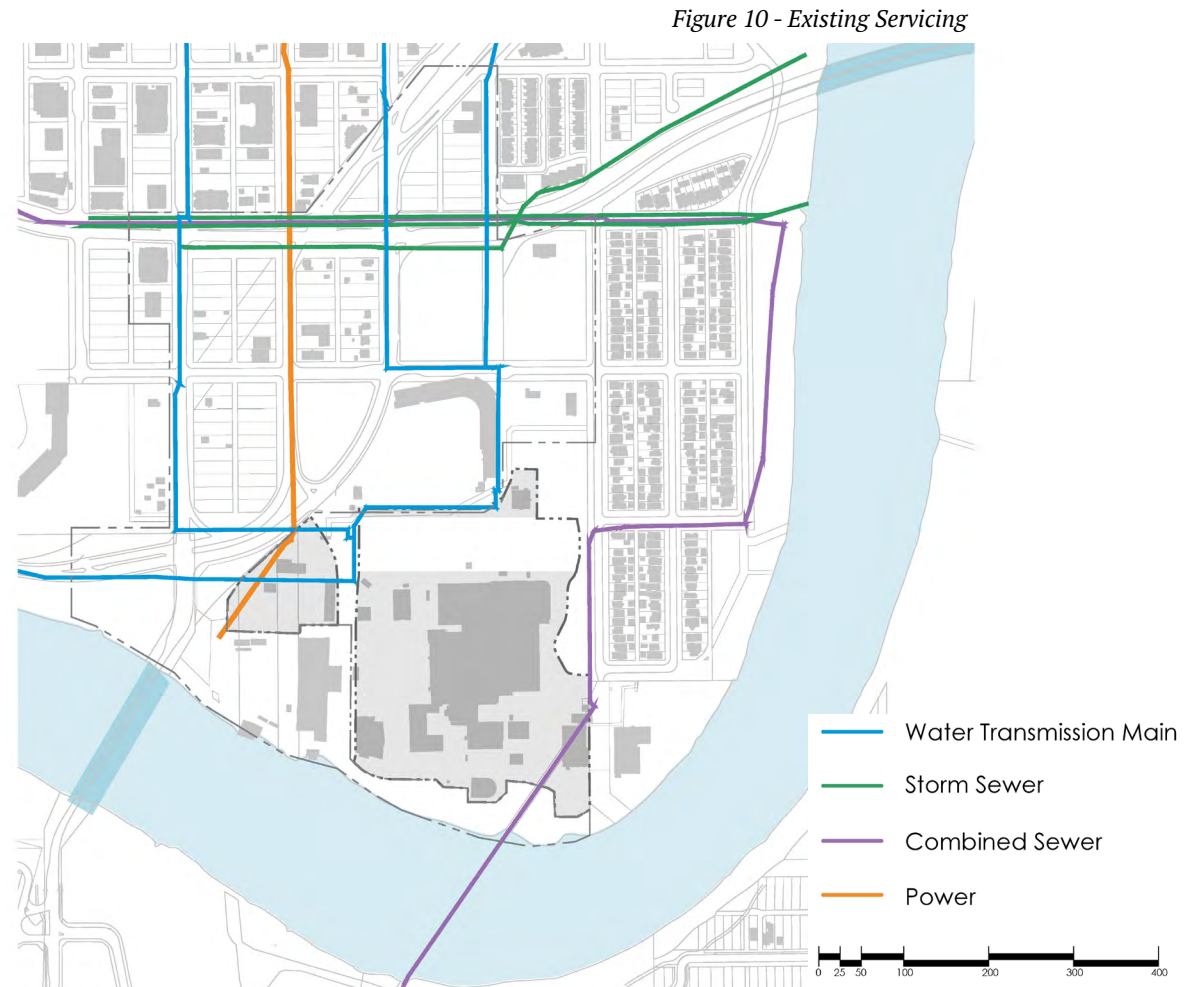 Figure 10 - Existing Servicing
Water Transmission Main
Storm Sewer
Combined Sewer
Power
0 25 50 100 200 300 400